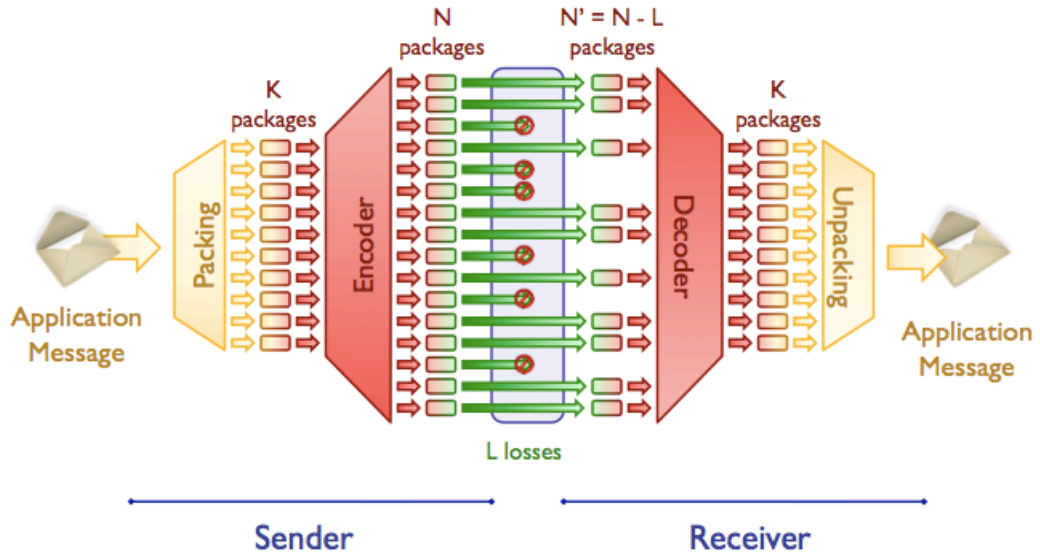 N
packages
N' = N - L
packages
K
packages
K
packages
Packing
Encoder
Decoder
Unpacking
Application
Message
Application
Message
L losses
Sender
Receiver